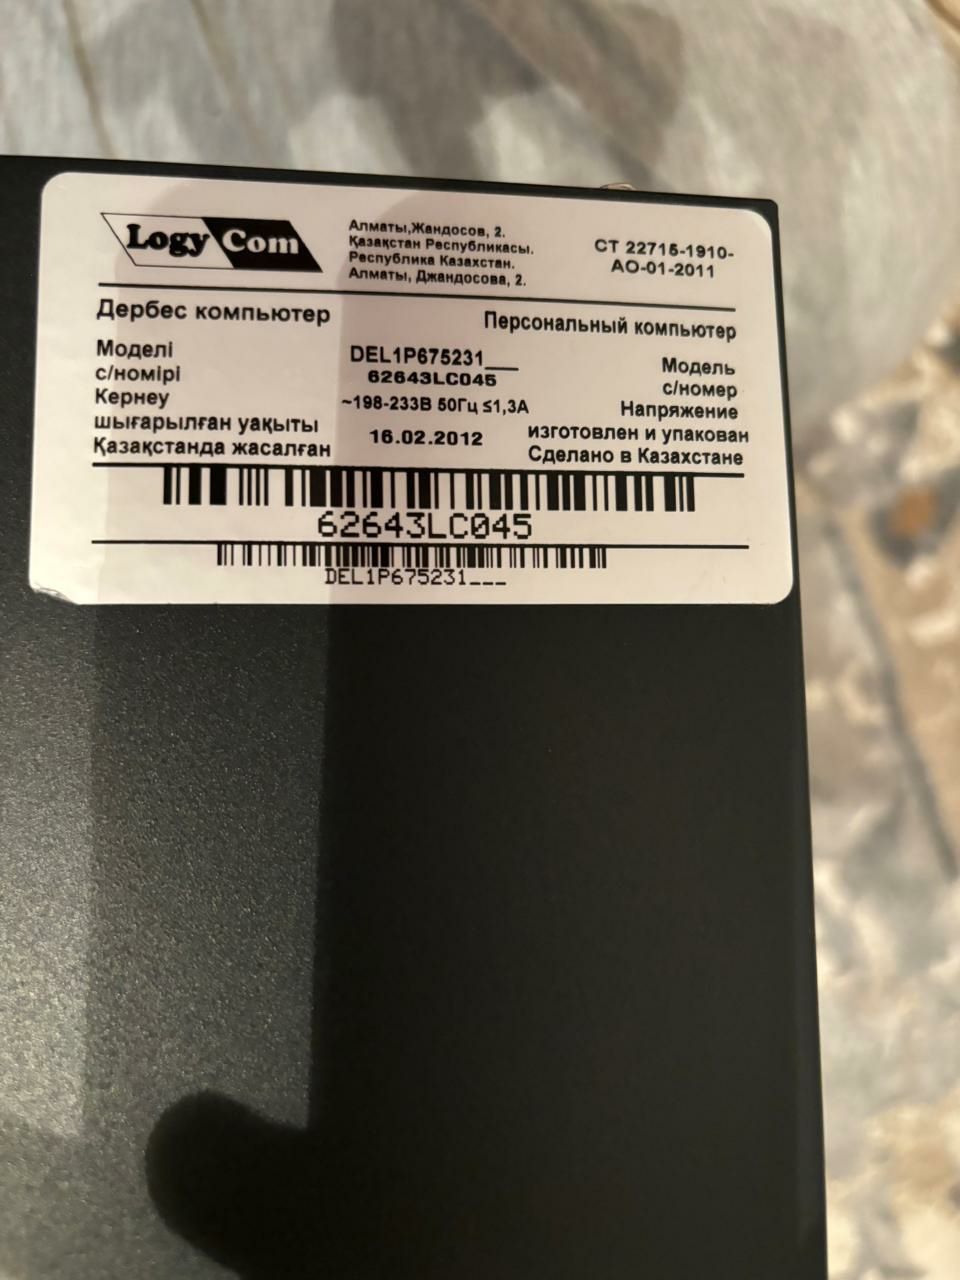 Logy Com
Алматы,Жандосов, 2.
Қазақстан Республикасы.
Республика Казахстан.
Алматы, Джандосова, 2.
СТ 22715-1910-
АО-01-2011
Дербес компьютер
Персональный компьютер
Моделі DEL1P675231___ Модель
с/номірі 62643LC045 с/номер
Кернеу ~198-233В 50Гц ≤1,3А Напряжение
шығарылған уақыты 16.02.2012 изготовлен и упакован
Қазақстанда жасалған Сделано в Казахстане
62643LC045
DEL1P675231___